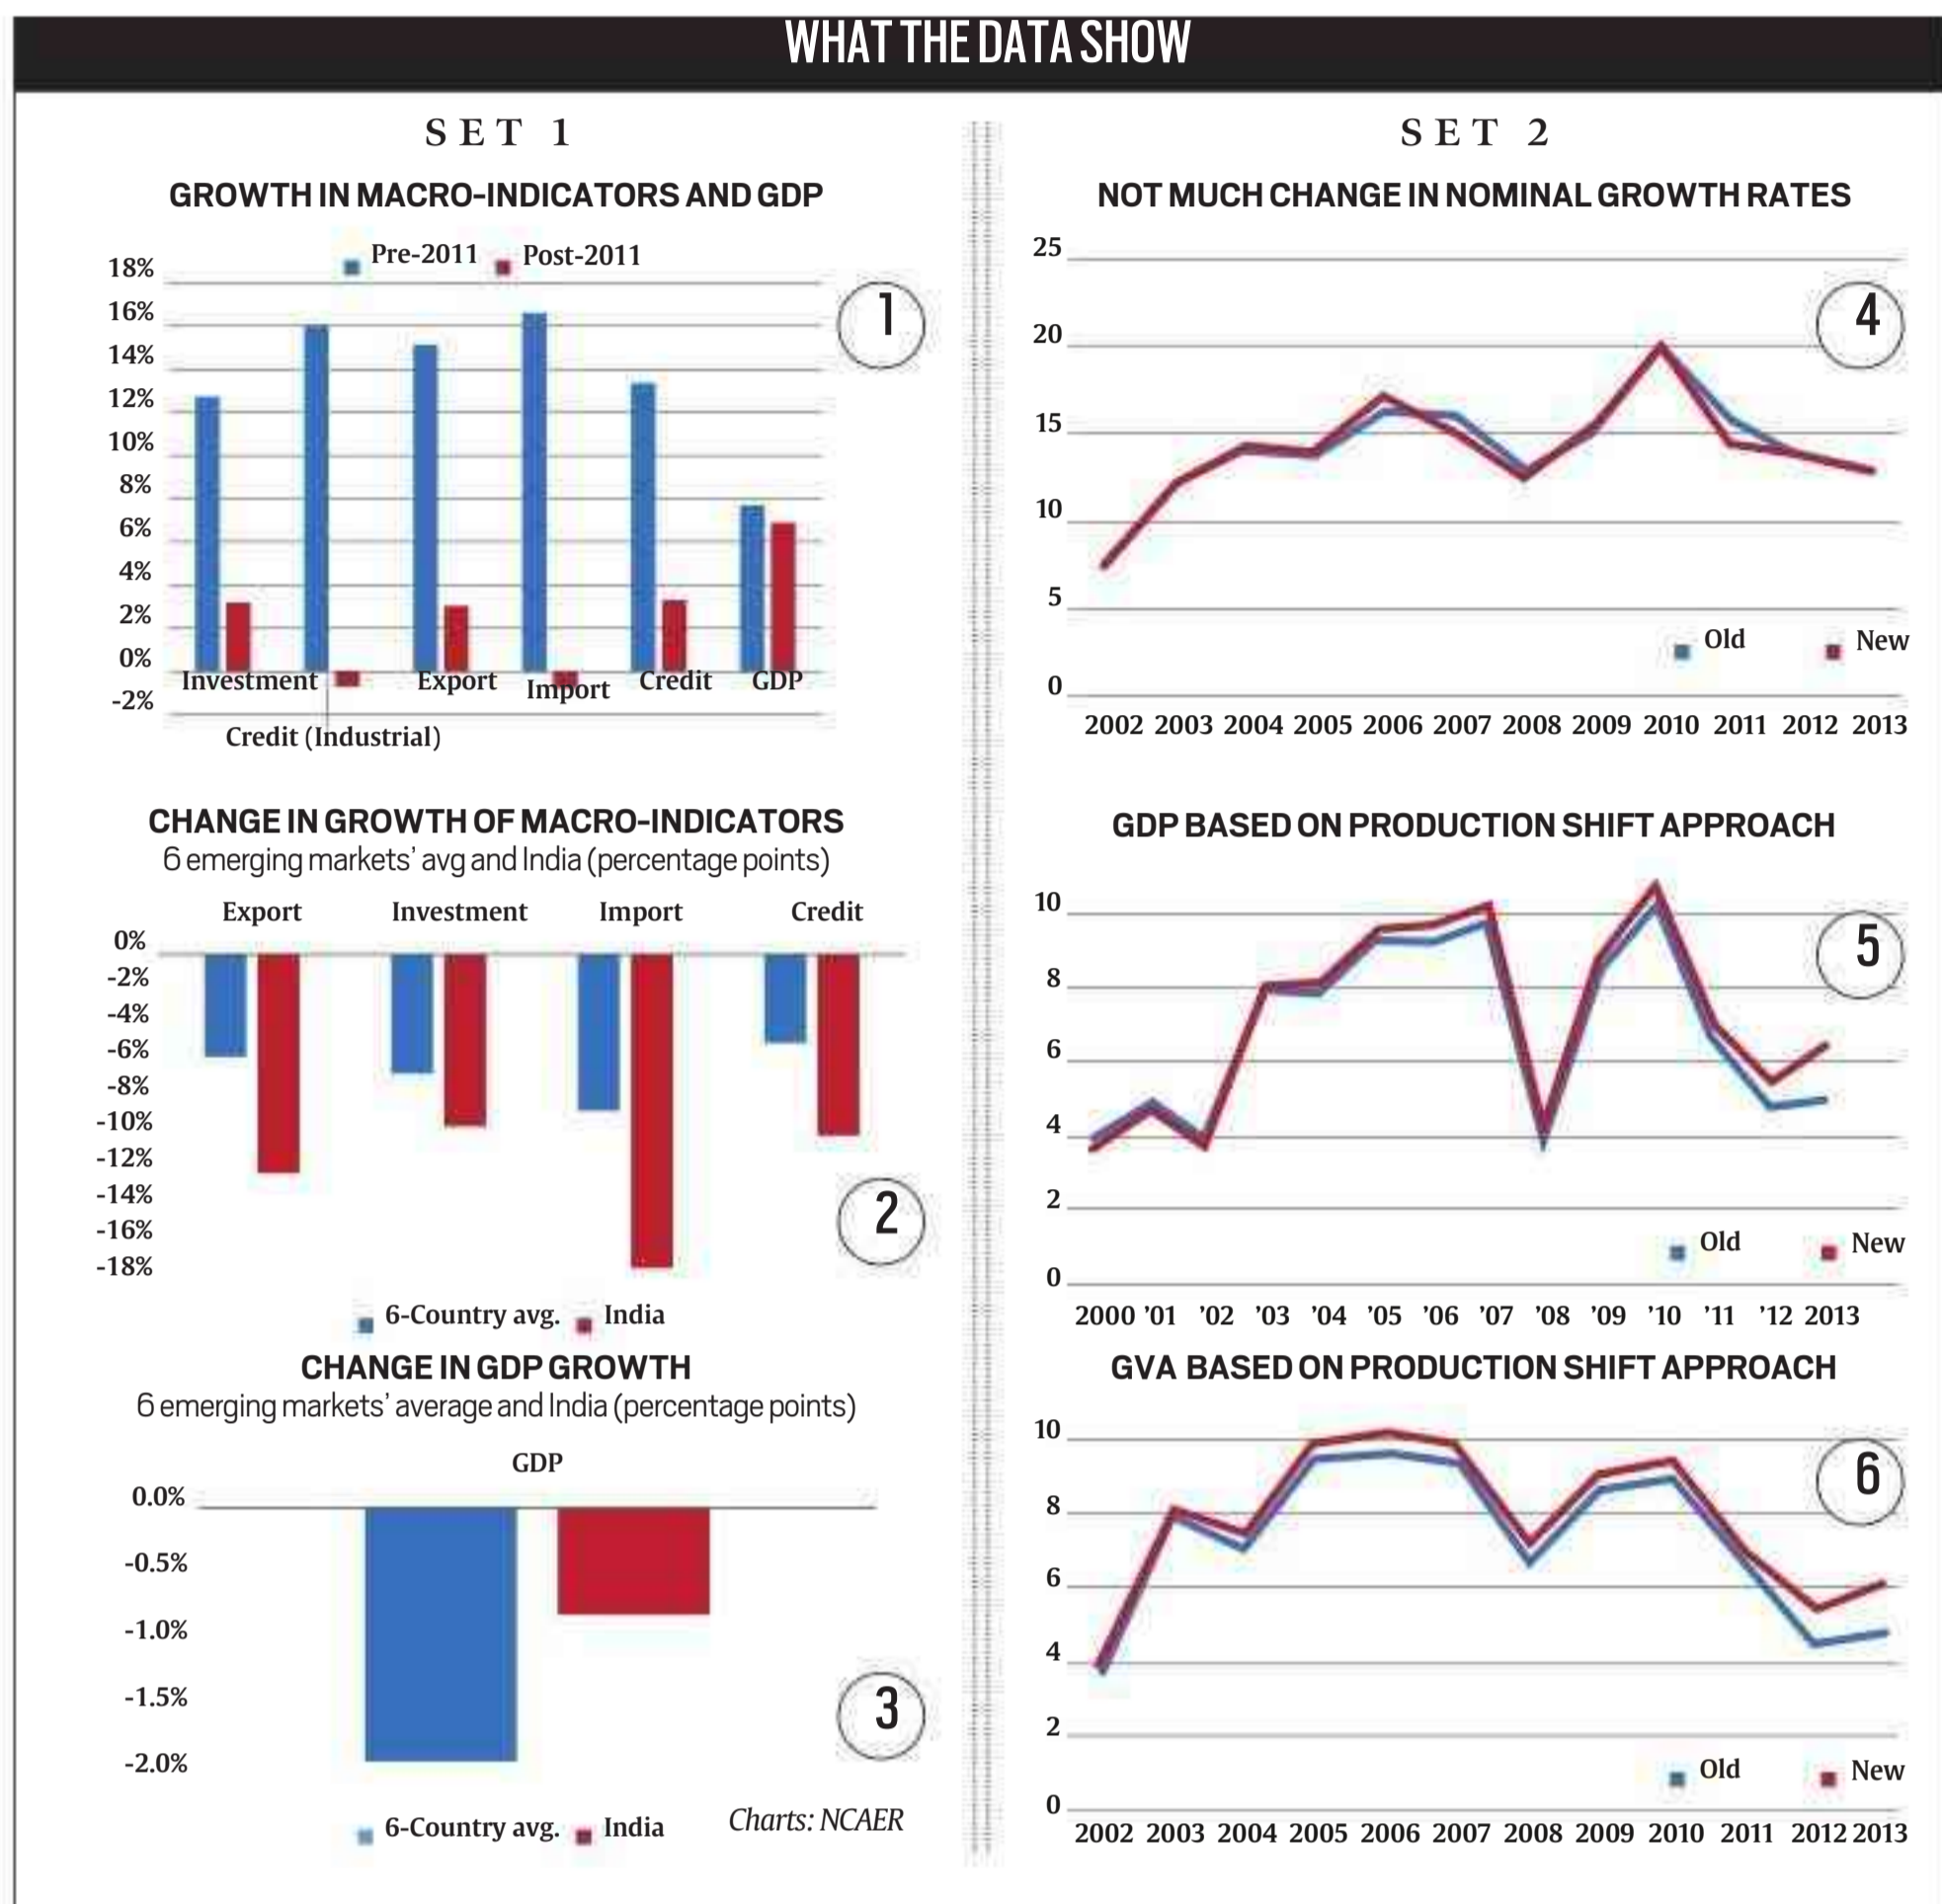 WHAT THE DATA SHOW
SET 1
GROWTH IN MACRO-INDICATORS AND GDP
Pre-2011 Post-2011
18%
16%
14%
12%
10%
8%
6%
4%
2%
0%
-2%
Investment Export Import Credit GDP
Credit (Industrial)
1
CHANGE IN GROWTH OF MACRO-INDICATORS
6 emerging markets’ avg and India (percentage points)
Export Investment Import Credit
0%
-2%
-4%
-6%
-8%
-10%
-12%
-14%
-16%
-18%
2
6-Country avg. India
CHANGE IN GDP GROWTH
6 emerging markets’ average and India (percentage points)
GDP
0.0%
-0.5%
-1.0%
-1.5%
-2.0%
3
6-Country avg. India
Charts: NCAER
SET 2
NOT MUCH CHANGE IN NOMINAL GROWTH RATES
25
20
15
10
5
0
4
Old New
2002 2003 2004 2005 2006 2007 2008 2009 2010 2011 2012 2013
GDP BASED ON PRODUCTION SHIFT APPROACH
10
8
6
4
2
0
5
Old New
2000 ’01 ’02 ’03 ’04 ’05 ’06 ’07 ’08 ’09 ’10 ’11 ’12 2013
GVA BASED ON PRODUCTION SHIFT APPROACH
10
8
6
4
2
0
6
Old New
2002 2003 2004 2005 2006 2007 2008 2009 2010 2011 2012 2013